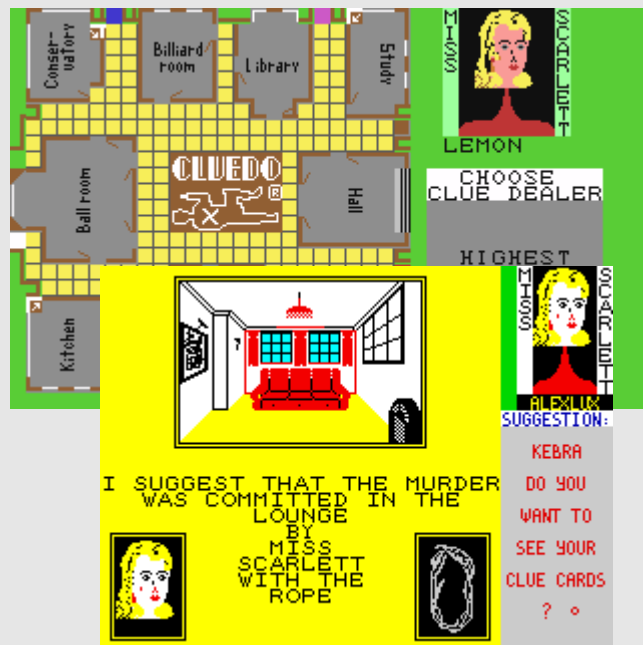 Conser-
vatory
Billiard
room
Library
Study
MISS
SCARLETT
LEMON
CLUEDO
®
Ball room
Hall
CHOOSE
CLUE DEALER
HIGHEST
Kitchen
MISS
SCARLETT
ALEXLUX
SUGGESTION:
KEBRA
DO YOU
WANT TO
SEE YOUR
CLUE CARDS
?
I SUGGEST THAT THE MURDER
WAS COMMITTED IN THE
LOUNGE
BY
MISS
SCARLETT
WITH THE
ROPE